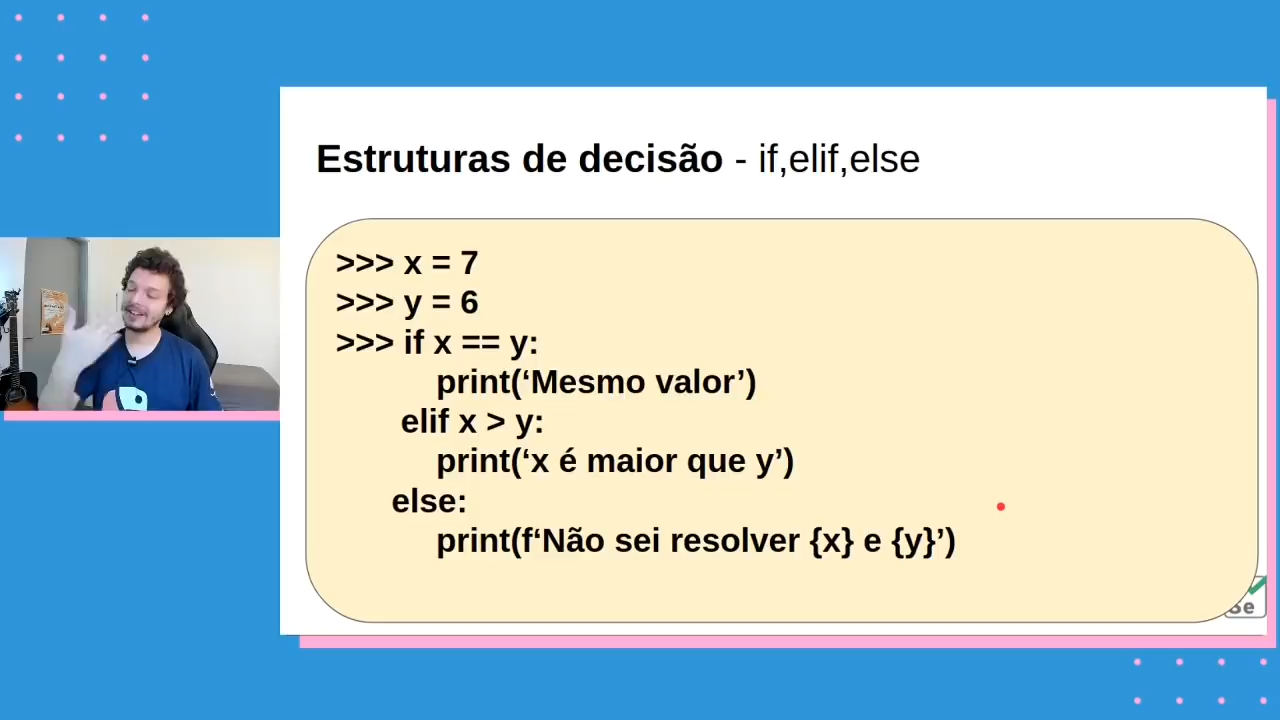 Estruturas de decisão - if,elif,else
>>> x = 7
>>> y = 6
>>> if x == y:
print(‘Mesmo valor’)
elif x > y:
print(‘x é maior que y’)
else:
print(f‘Não sei resolver {x} e {y}’)
Se